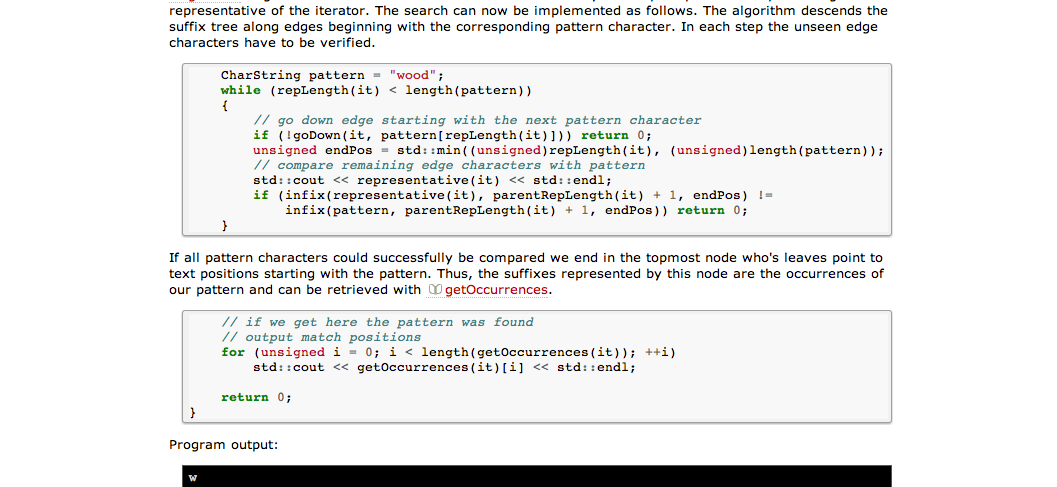 representative of the iterator. The search can now be implemented as follows. The algorithm descends the
suffix tree along edges beginning with the corresponding pattern character. In each step the unseen edge
characters have to be verified.
CharString pattern = "wood";
while (repLength(it) < length(pattern))
{
// go down edge starting with the next pattern character
if (!goDown(it, pattern[repLength(it)])) return 0;
unsigned endPos = std::min((unsigned)repLength(it), (unsigned)length(pattern));
// compare remaining edge characters with pattern
std::cout << representative(it) << std::endl;
if (infix(representative(it), parentRepLength(it) + 1, endPos) !=
infix(pattern, parentRepLength(it) + 1, endPos)) return 0;
}
If all pattern characters could successfully be compared we end in the topmost node who's leaves point to
text positions starting with the pattern. Thus, the suffixes represented by this node are the occurrences of
our pattern and can be retrieved with getOccurrences.
// if we get here the pattern was found
// output match positions
for (unsigned i = 0; i < length(getOccurrences(it)); ++i)
std::cout << getOccurrences(it)[i] << std::endl;
return 0;
}
Program output:
w